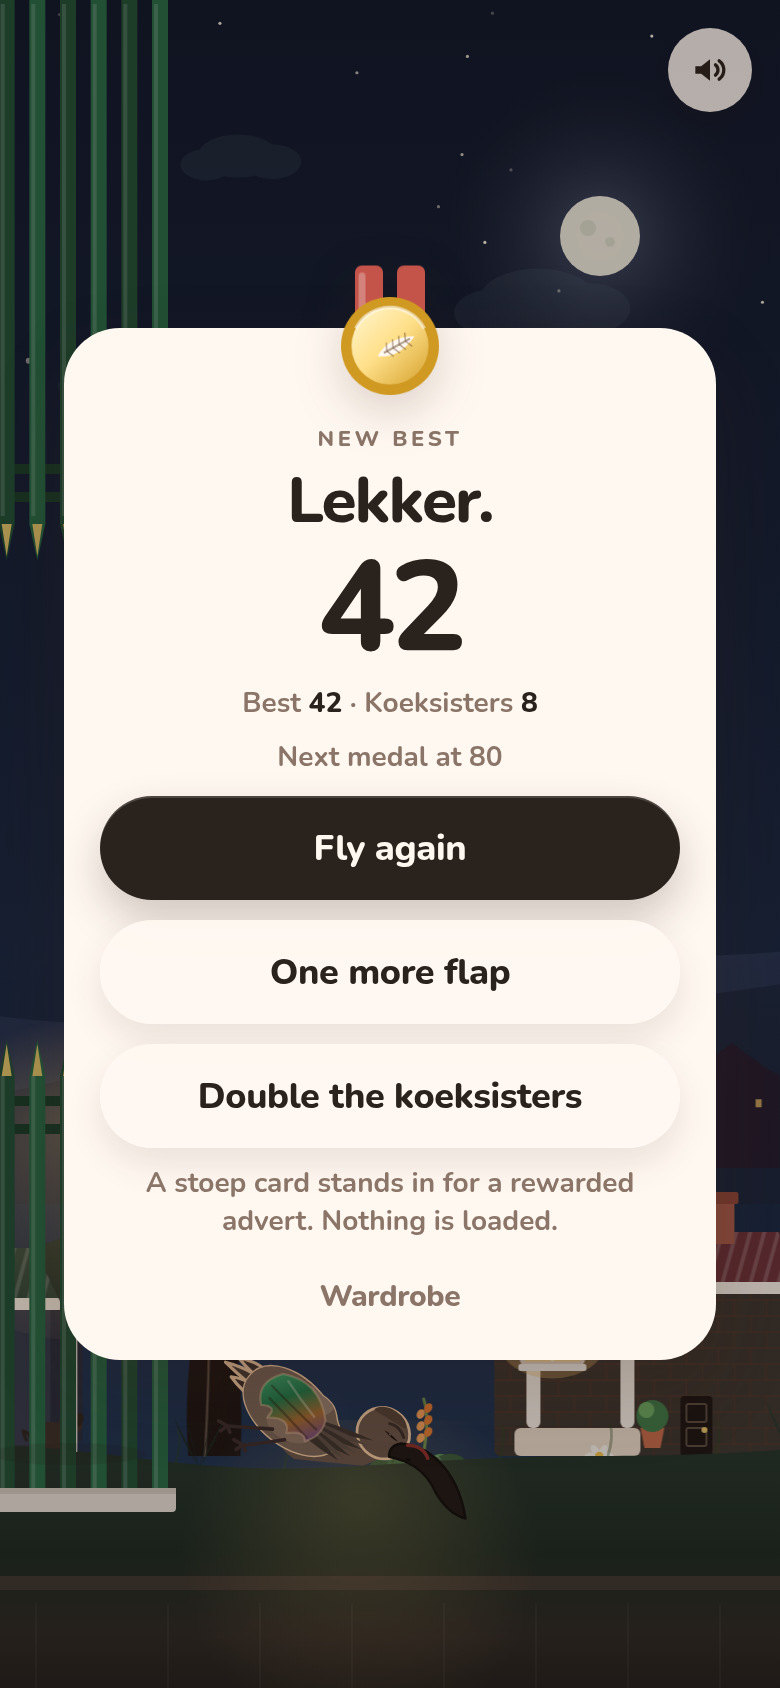 NEW BEST
Lekker.
42
Best 42 · Koeksisters 8
Next medal at 80
Fly again
One more flap
Double the koeksisters
A stoep card stands in for a rewarded
advert. Nothing is loaded.
Wardrobe